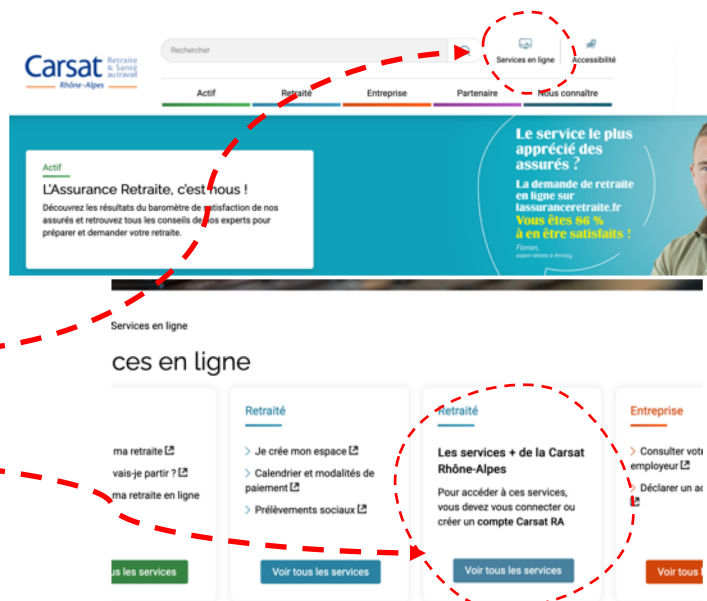 Carsat Retraite
& Santé
au travail
Rhône-Alpes
Rechercher
Services en ligne
Accessibilité
Actif
Retraité
Entreprise
Partenaire
Nous connaître
Actif
L'Assurance Retraite, c'est nous !
Découvrez les résultats du baromètre de satisfaction de nos
assurés et retrouvez tous les conseils de nos experts pour
préparer et demander votre retraite.
Le service le plus
apprécié des
assurés ?
La demande de retraite
en ligne sur
lassuranceretraite.fr
Vous êtes 86 %
à en être satisfaits !
Florian,
expert retraite à Annecy
Services en ligne
ces en ligne
ma retraite
vais-je partir ?
ma retraite en ligne
us les services
Retraité
> Je crée mon espace
> Calendrier et modalités de
paiement
> Prélèvements sociaux
Voir tous les services
Retraité
Les services + de la Carsat
Rhône-Alpes
Pour accéder à ces services,
vous devez vous connecter ou
créer un compte Carsat RA
Voir tous les services
Entreprise
> Consulter votr
employeur
> Déclarer un ac
Voir tous l